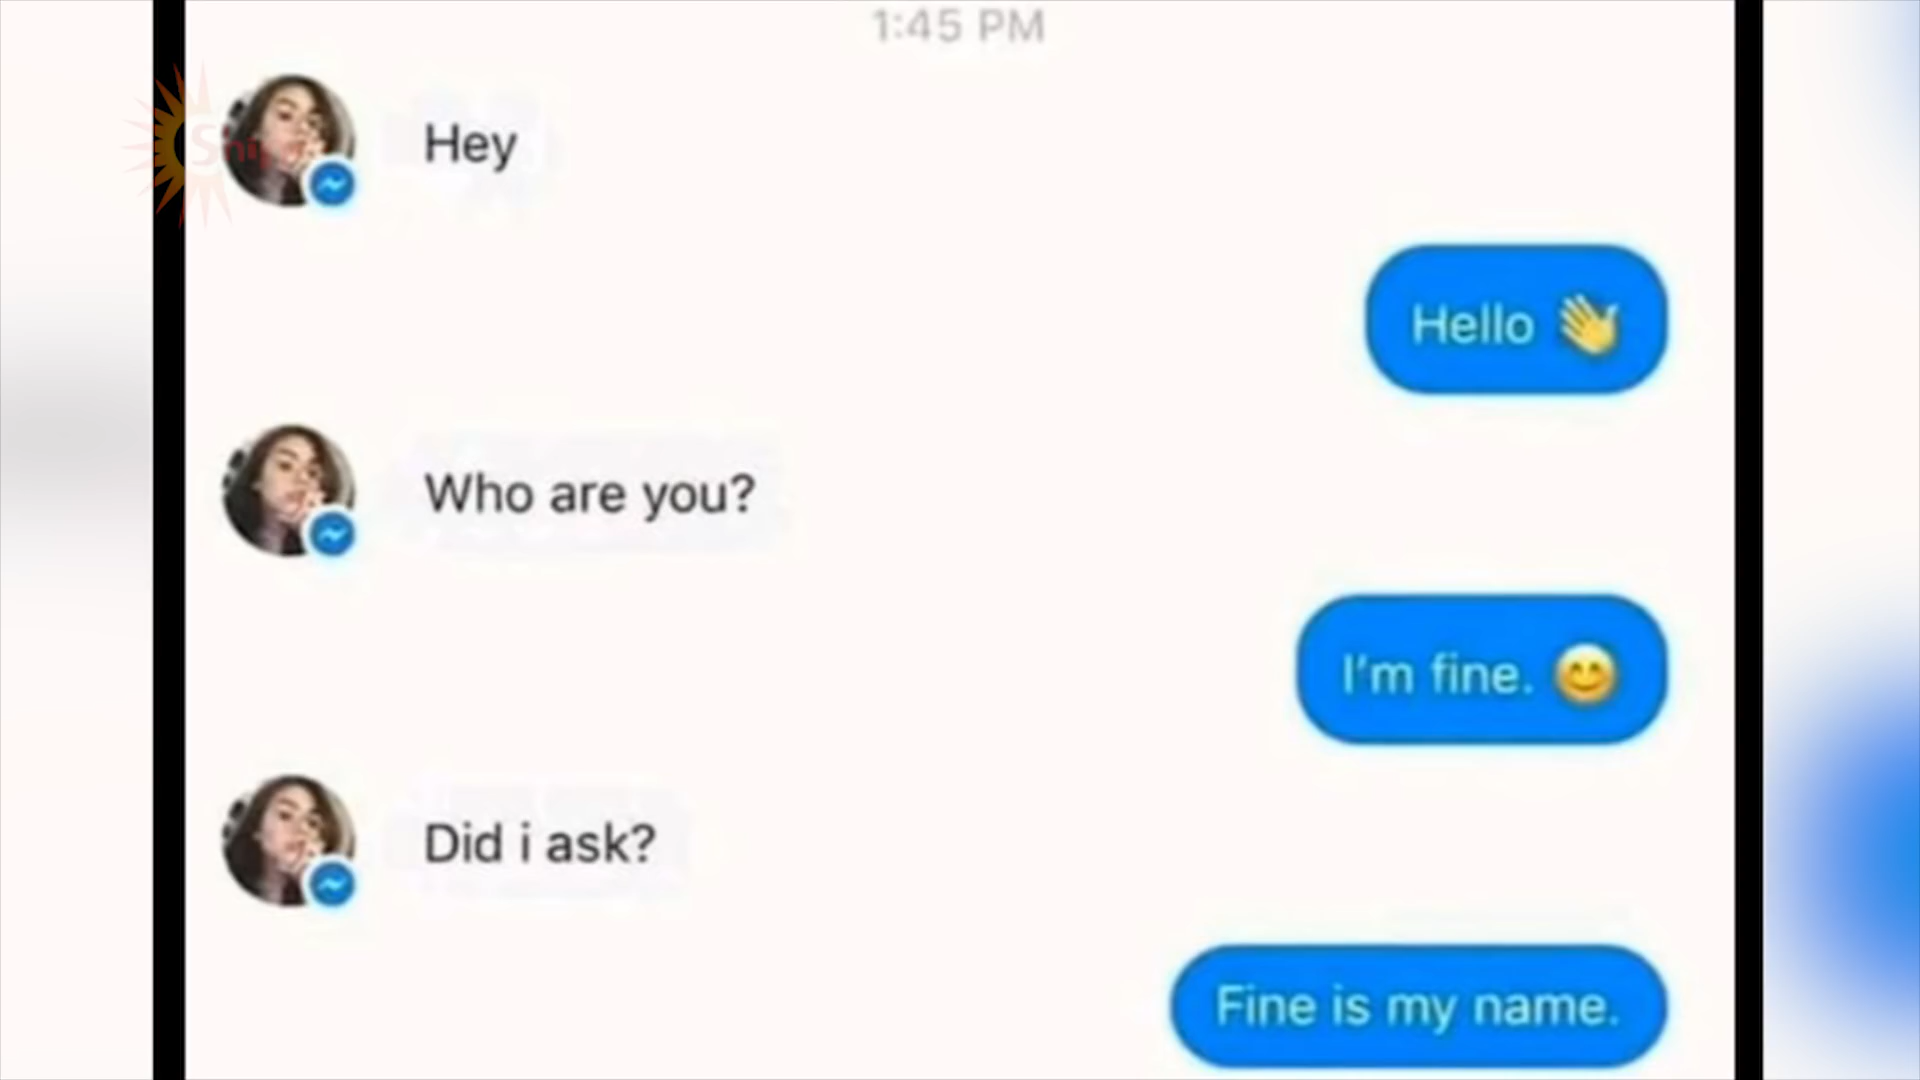 1:45 PM
Hey
Hello 👋
Who are you?
I'm fine. 😊
Did i ask?
Fine is my name.